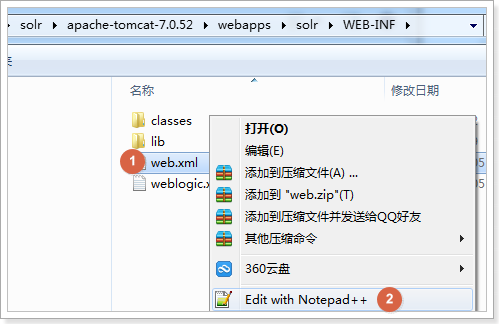 solr ▸ apache-tomcat-7.0.52 ▸ webapps ▸ solr ▸ WEB-INF ▸
名称 修改日期
classes
lib
1 web.xml
weblogic.x
打开(O)
编辑(E)
添加到压缩文件(A) ...
添加到 "web.zip"(T)
添加到压缩文件并发送给QQ好友
其他压缩命令
360云盘
Edit with Notepad++ 2